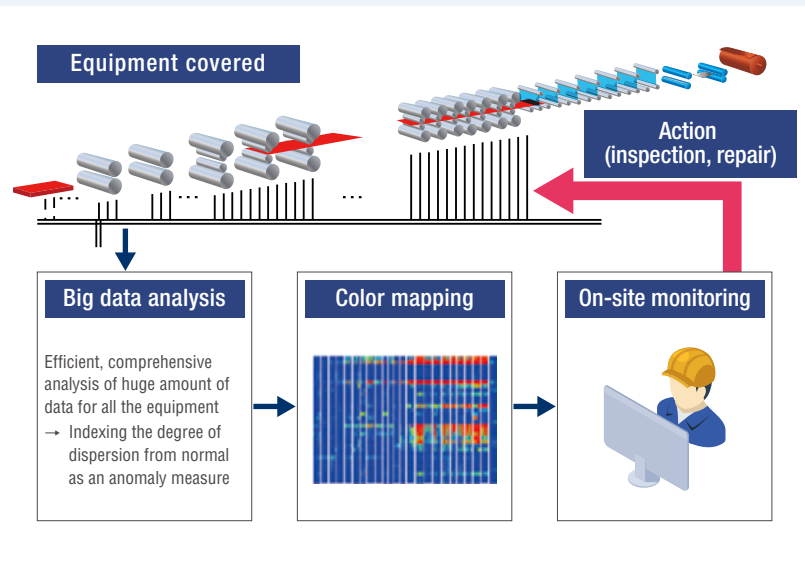 Equipment covered
Action
(inspection, repair)
Big data analysis
Efficient, comprehensive
analysis of huge amount of
data for all the equipment
→ Indexing the degree of
dispersion from normal
as an anomaly measure
Color mapping
On-site monitoring